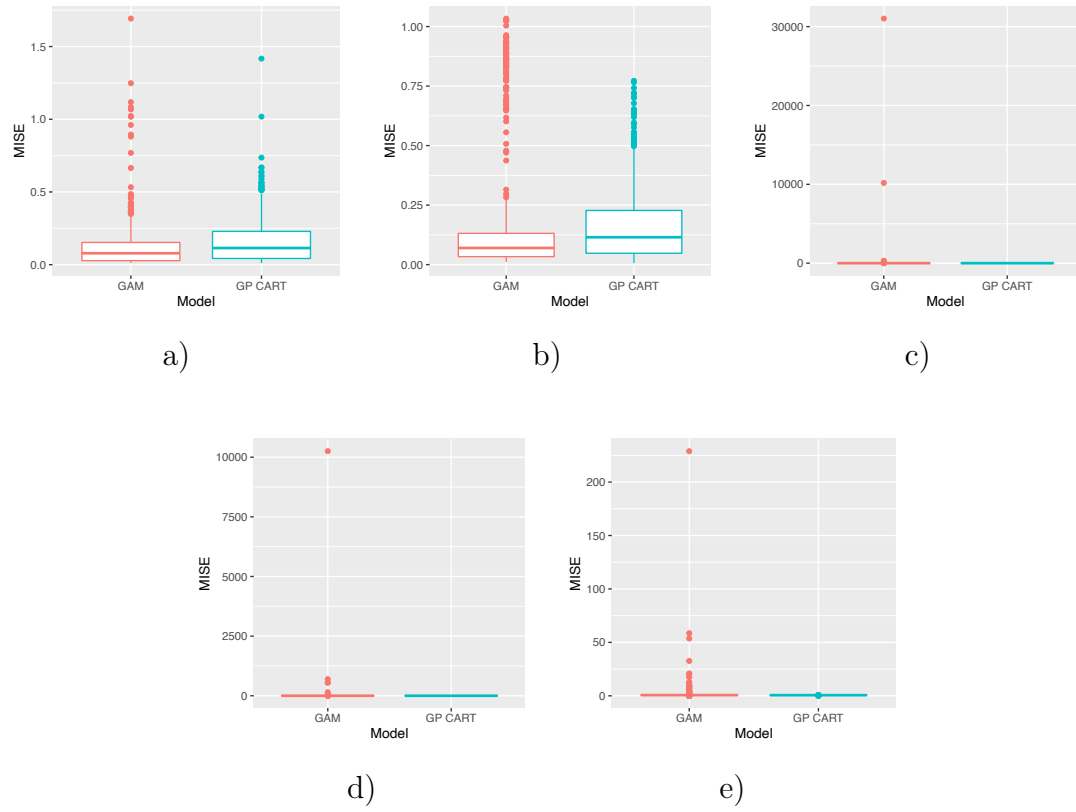 1.5
1.0
0.5
0.0
MISE
GAM
GP CART
Model
a)
1.00
0.75
0.50
0.25
0.00
MISE
GAM
GP CART
Model
b)
30000
20000
10000
0
MISE
GAM
GP CART
Model
c)
10000
7500
5000
2500
0
MISE
GAM
GP CART
Model
d)
200
150
100
50
0
MISE
GAM
GP CART
Model
e)